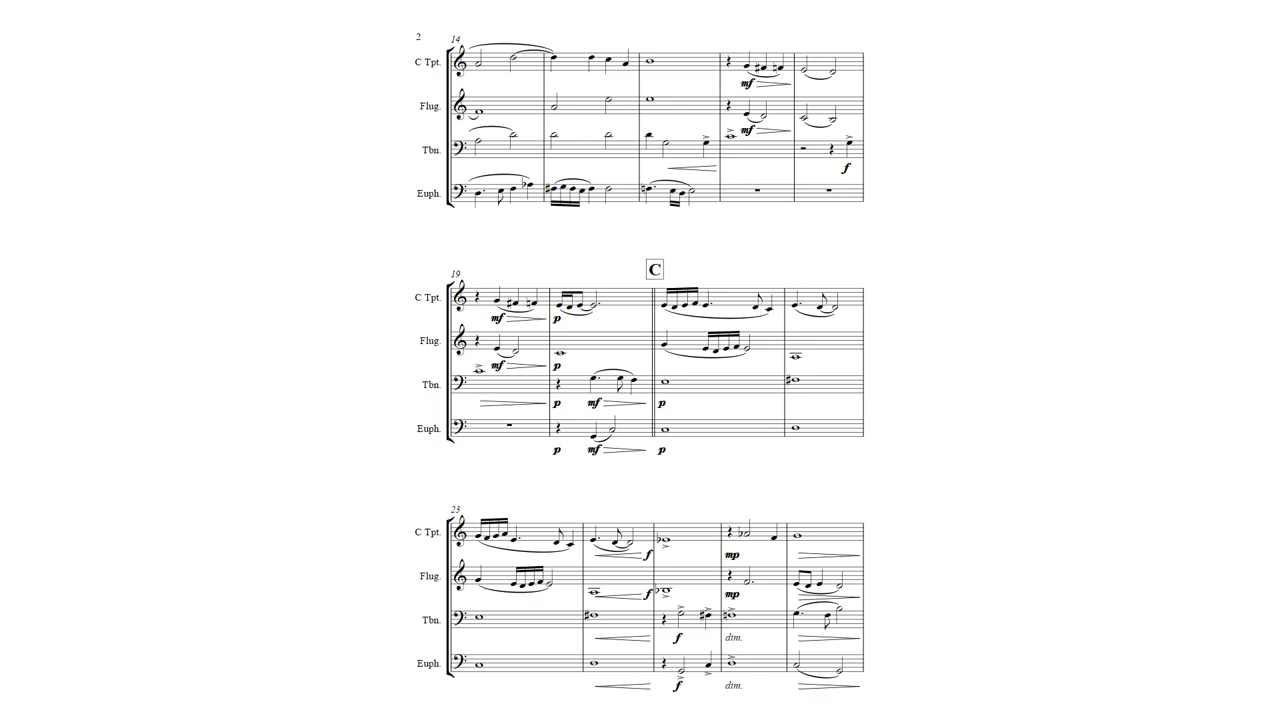 2
14
C Tpt.
Flug.
mf
mf
Tbn.
f
Euph.
19
C
C Tpt.
mf p
Flug.
mf p
Tbn.
p mf p
Euph.
p mf p
23
C Tpt.
f mp
Flug.
f mp
Tbn.
f dim.
Euph.
f dim.